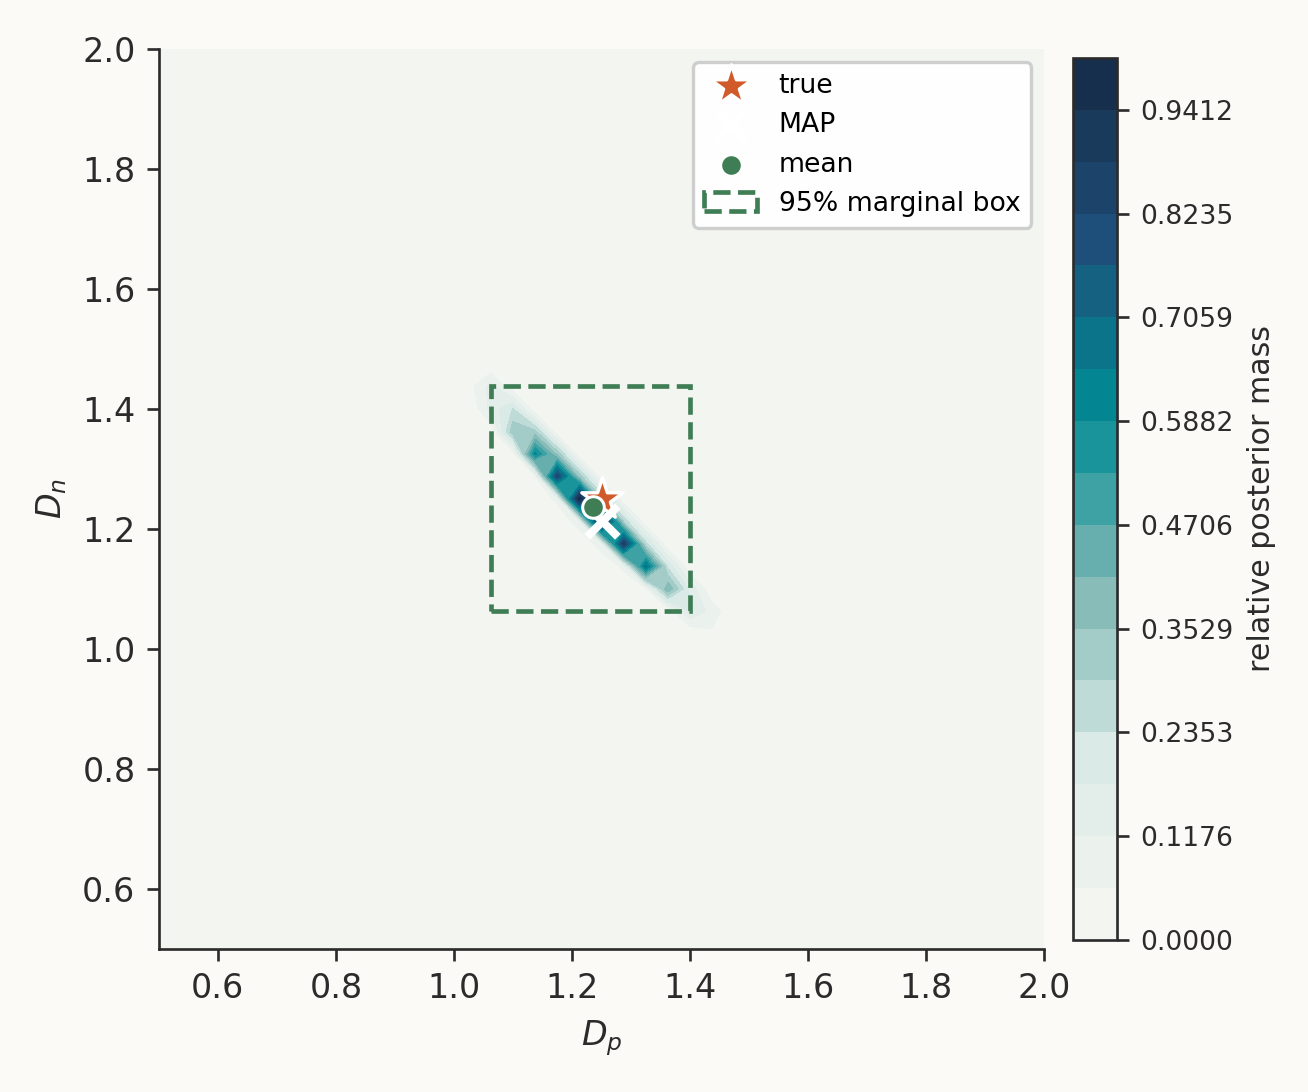 2.0
1.8
1.6
1.4
1.2
1.0
0.8
0.6
D_n
0.6 0.8 1.0 1.2 1.4 1.6 1.8 2.0
D_p
true
MAP
mean
95% marginal box
0.9412
0.8235
0.7059
0.5882
0.4706
0.3529
0.2353
0.1176
0.0000
relative posterior mass